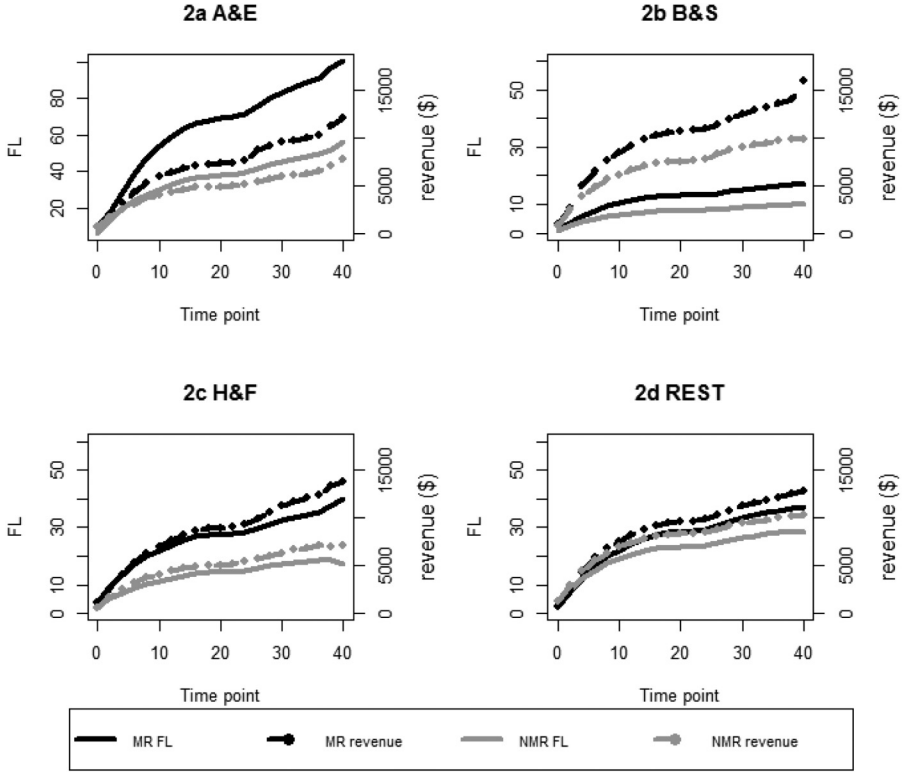 2a A&E
2b B&S
FL
20 40 60 80
0 5000 15000
revenue ($)
0 10 20 30 40
Time point
FL
0 10 30 50
0 5000 15000
revenue ($)
0 10 20 30 40
Time point
2c H&F
2d REST
FL
0 10 30 50
0 5000 15000
revenue ($)
0 10 20 30 40
Time point
FL
0 10 30 50
0 5000 15000
revenue ($)
0 10 20 30 40
Time point
MR FL
MR revenue
NMR FL
NMR revenue